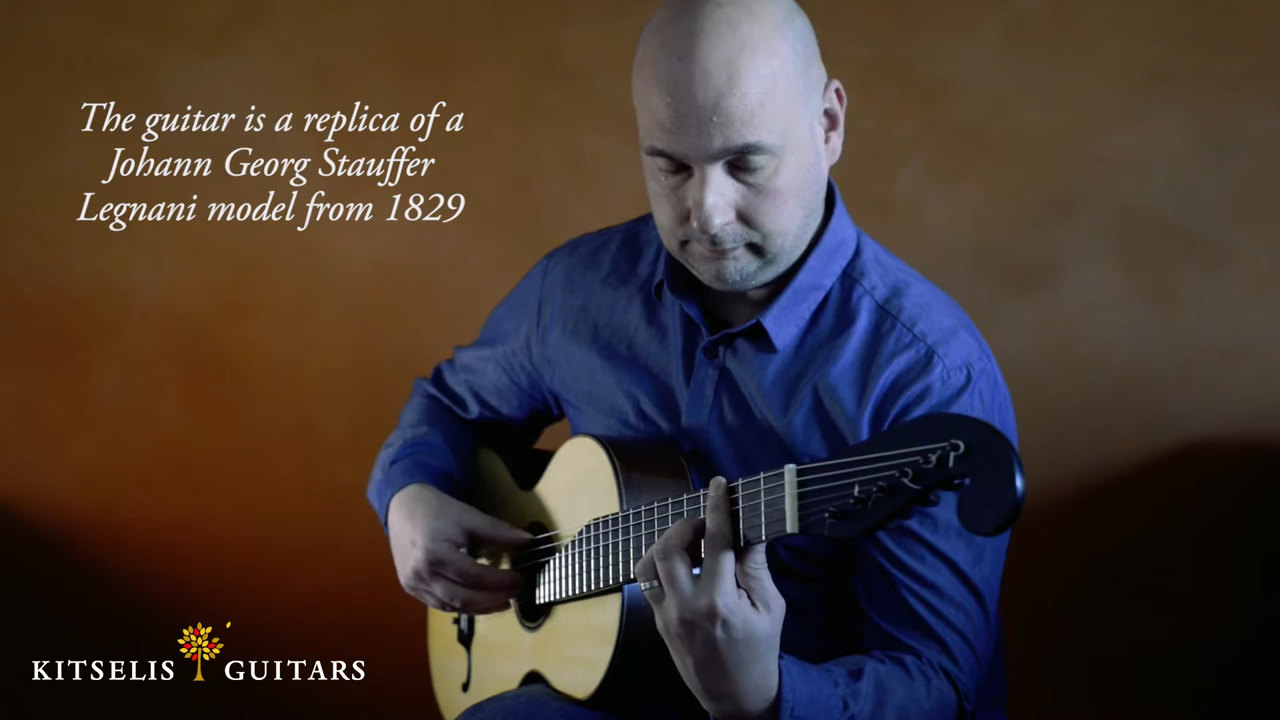 The guitar is a replica of a
Johann Georg Stauffer
Legnani model from 1829
KITSELIS GUITARS